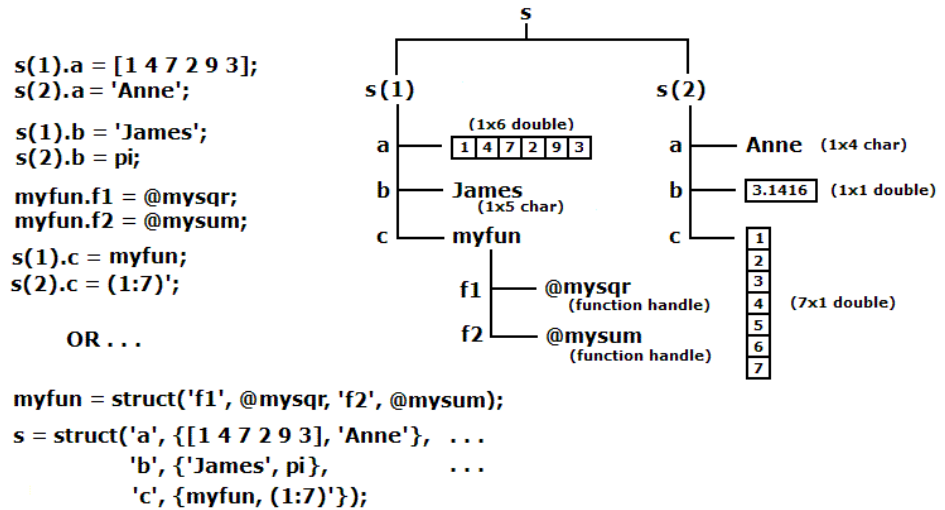 s(1).a = [1 4 7 2 9 3];
s(2).a = 'Anne';
s(1).b = 'James';
s(2).b = pi;
myfun.f1 = @mysqr;
myfun.f2 = @mysum;
s(1).c = myfun;
s(2).c = (1:7)';
OR . . .
myfun = struct('f1', @mysqr, 'f2', @mysum);
s = struct('a', {[1 4 7 2 9 3], 'Anne'}, . . .
'b', {'James', pi}, . . .
'c', {myfun, (1:7)'});
s
s(1)
(1x6 double)
a 1 4 7 2 9 3
b James
(1x5 char)
c myfun
f1 @mysqr
(function handle)
f2 @mysum
(function handle)
s(2)
a Anne (1x4 char)
b 3.1416 (1x1 double)
c 1
2
3
4 (7x1 double)
5
6
7